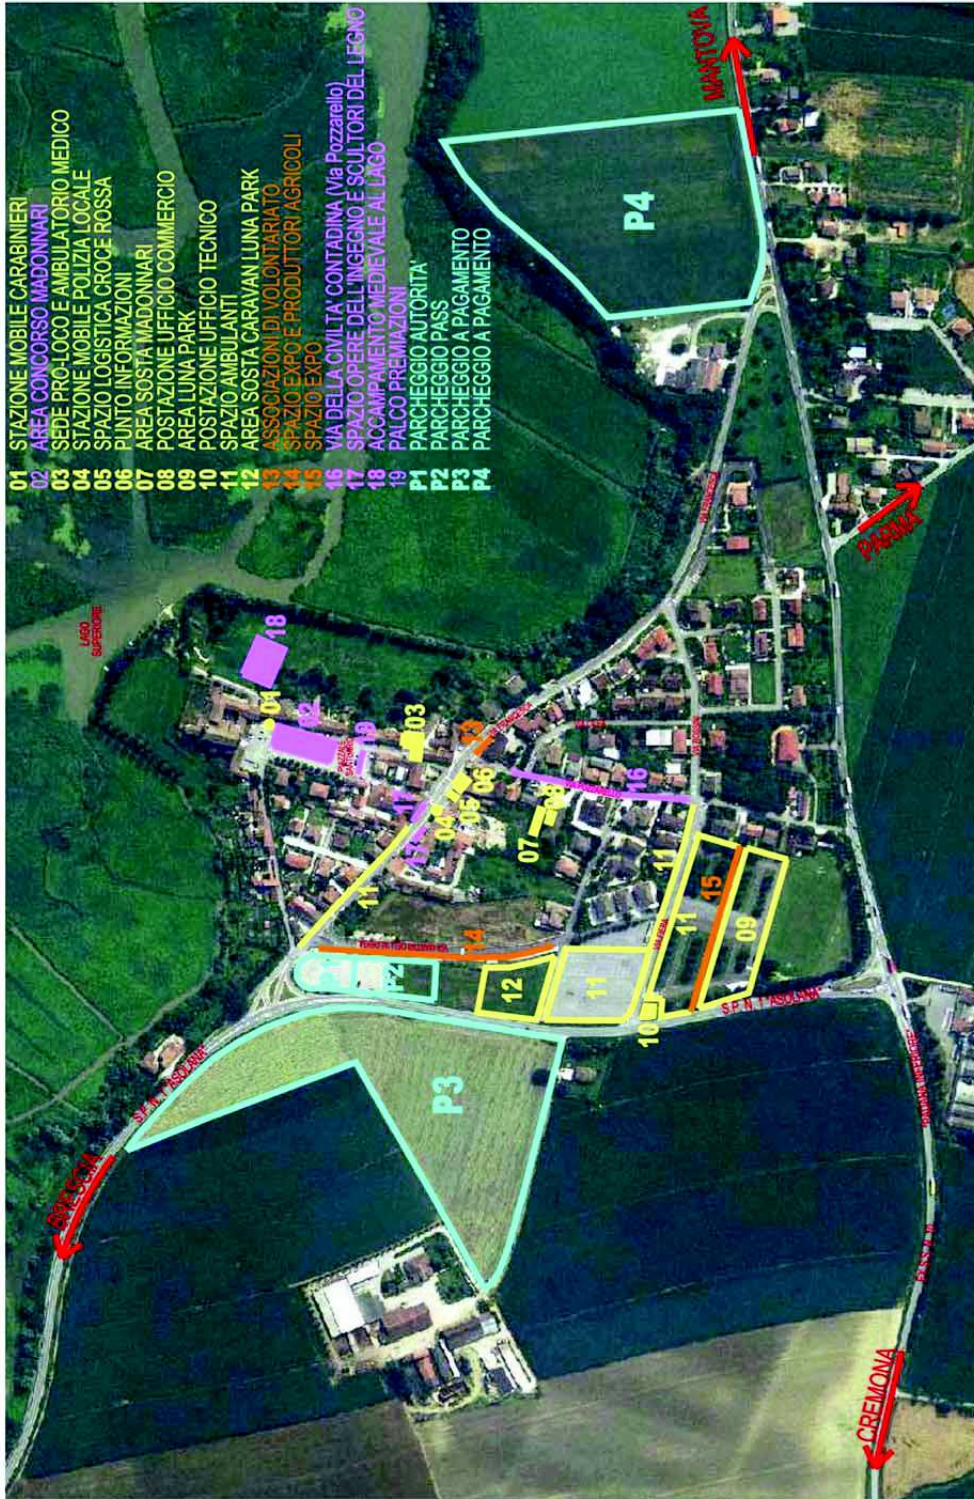 01 STAZIONE MOBILE CARABINIERI
02 AREA CONCORSO MADONNARI
03 SEDE PRO-LOCO E AMBULATORIO MEDICO
04 STAZIONE MOBILE POLIZIA LOCALE
05 SPAZIO LOGISTICA CROCE ROSSA
06 PUNTO INFORMAZIONI
07 AREA SOSTA MADONNARI
08 POSTAZIONE UFFICIO COMMERCIO
09 AREA LUNA PARK
10 POSTAZIONE UFFICIO TECNICO
11 SPAZIO AMBULANTI
12 AREA SOSTA CARAVAN LUNA PARK
13 ASSOCIAZIONI DI VOLONTARIATO
14 SPAZIO EXPO E PRODUTTORI AGRICOLI
15 SPAZIO EXPO
16 VIA DELLA CIVILTA' CONTADINA (Via Pozzarello)
17 SPAZIO OPERE DELL'INGEGNO E SCULTORI DEL LEGNO
18 ACCAMPAMENTO MEDIEVALE AL LAGO
19 PALCO PREMIAZIONI
P1 PARCHEGGIO AUTORITA'
P2 PARCHEGGIO PASS
P3 PARCHEGGIO A PAGAMENTO
P4 PARCHEGGIO A PAGAMENTO
LAGO
SUPERIORE
BRESCIA
S.P. N. 1 "ASOLANA"
18
01
02
19
03
17
17
04
05
06
13
11
07
08
16
14
P2
12
11
11
11
10
15
09
P3
P4
S.P. N. 1 "ASOLANA"
MANTOVA
PARMA
CREMONA